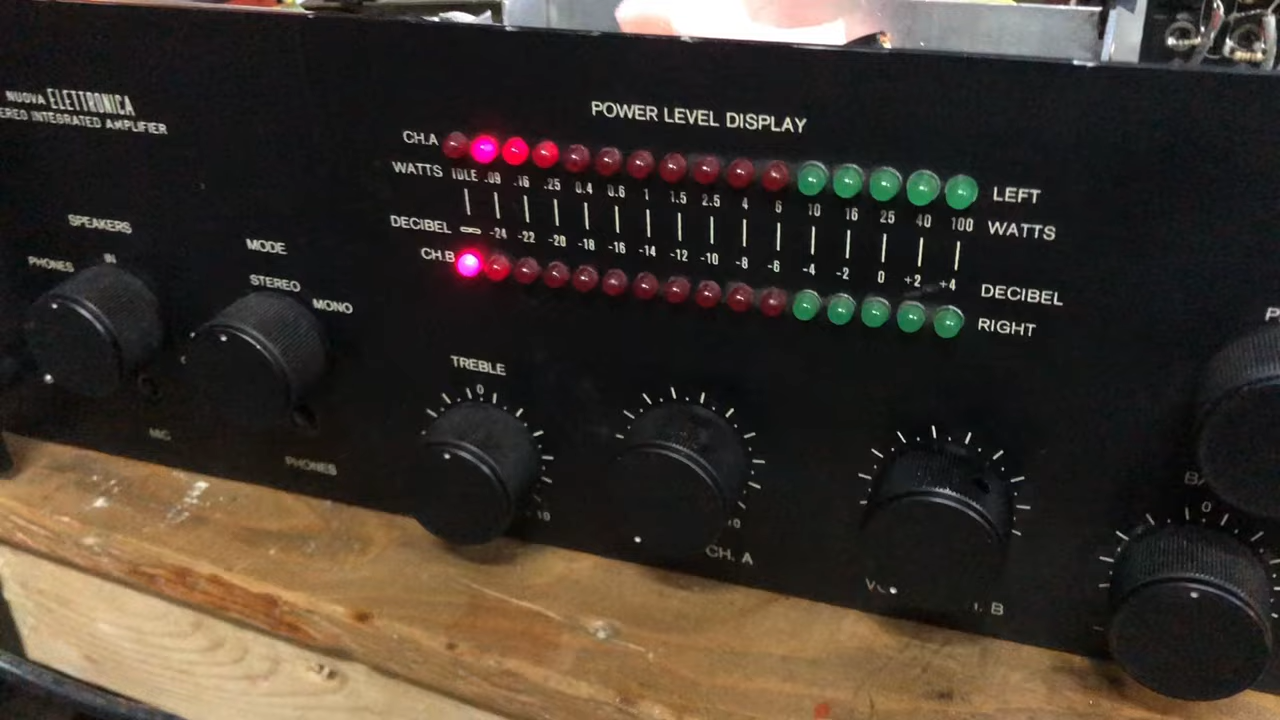 NUOVA ELETTRONICA
EREO INTEGRATED AMPLIFIER
POWER LEVEL DISPLAY
CH.A
LEFT
WATTS IDLE .09 .16 .25 0.4 0.6 1 1.5 2.5 4 6 10 16 25 40 100 WATTS
DECIBEL -24 -22 -20 -18 -16 -14 -12 -10 -8 -6 -4 -2 0 +2 +4 DECIBEL
CH.B
RIGHT
SPEAKERS
PHONES
IN
MODE
STEREO
MONO
MIC
PHONES
TREBLE
0
10
CH. A
B
0